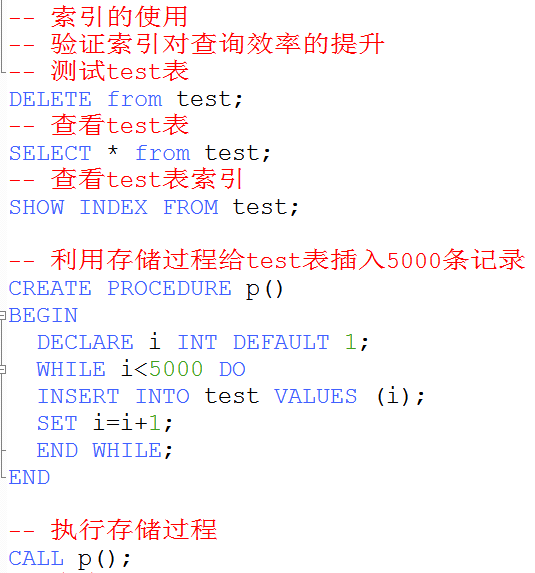 -- 索引的使用
-- 验证索引对查询效率的提升
-- 测试test表
DELETE from test;
-- 查看test表
SELECT * from test;
-- 查看test表索引
SHOW INDEX FROM test;
-- 利用存储过程给test表插入5000条记录
CREATE PROCEDURE p()
BEGIN
DECLARE i INT DEFAULT 1;
WHILE i<5000 DO
INSERT INTO test VALUES (i);
SET i=i+1;
END WHILE;
END
-- 执行存储过程
CALL p();